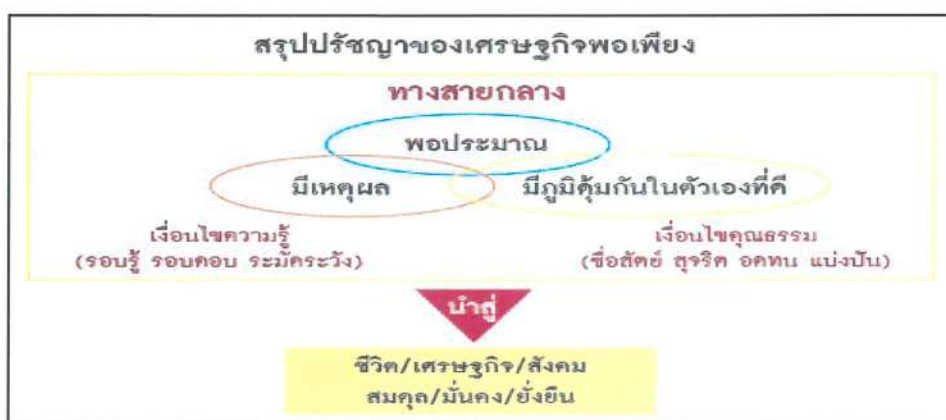 สรุปปรัชญาของเศรษฐกิจพอเพียง
ทางสายกลาง
พอประมาณ
มีเหตุผล
มีภูมิคุ้มกันในตัวเองที่ดี
เงื่อนไขความรู้
(รอบรู้ รอบคอบ ระมัดระวัง)
เงื่อนไขคุณธรรม
(ซื่อสัตย์ สุจริต อดทน แบ่งปัน)
นำสู่
ชีวิต/เศรษฐกิจ/สังคม
สมดุล/มั่นคง/ยั่งยืน